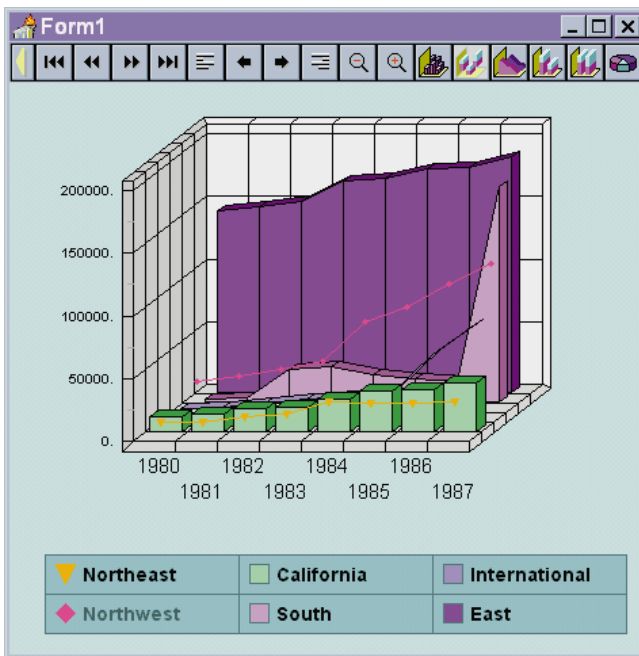 Form1
200000.
150000.
100000.
50000.
0.
1980 1982 1984 1986
1981 1983 1985 1987
Northeast California International
Northwest South East